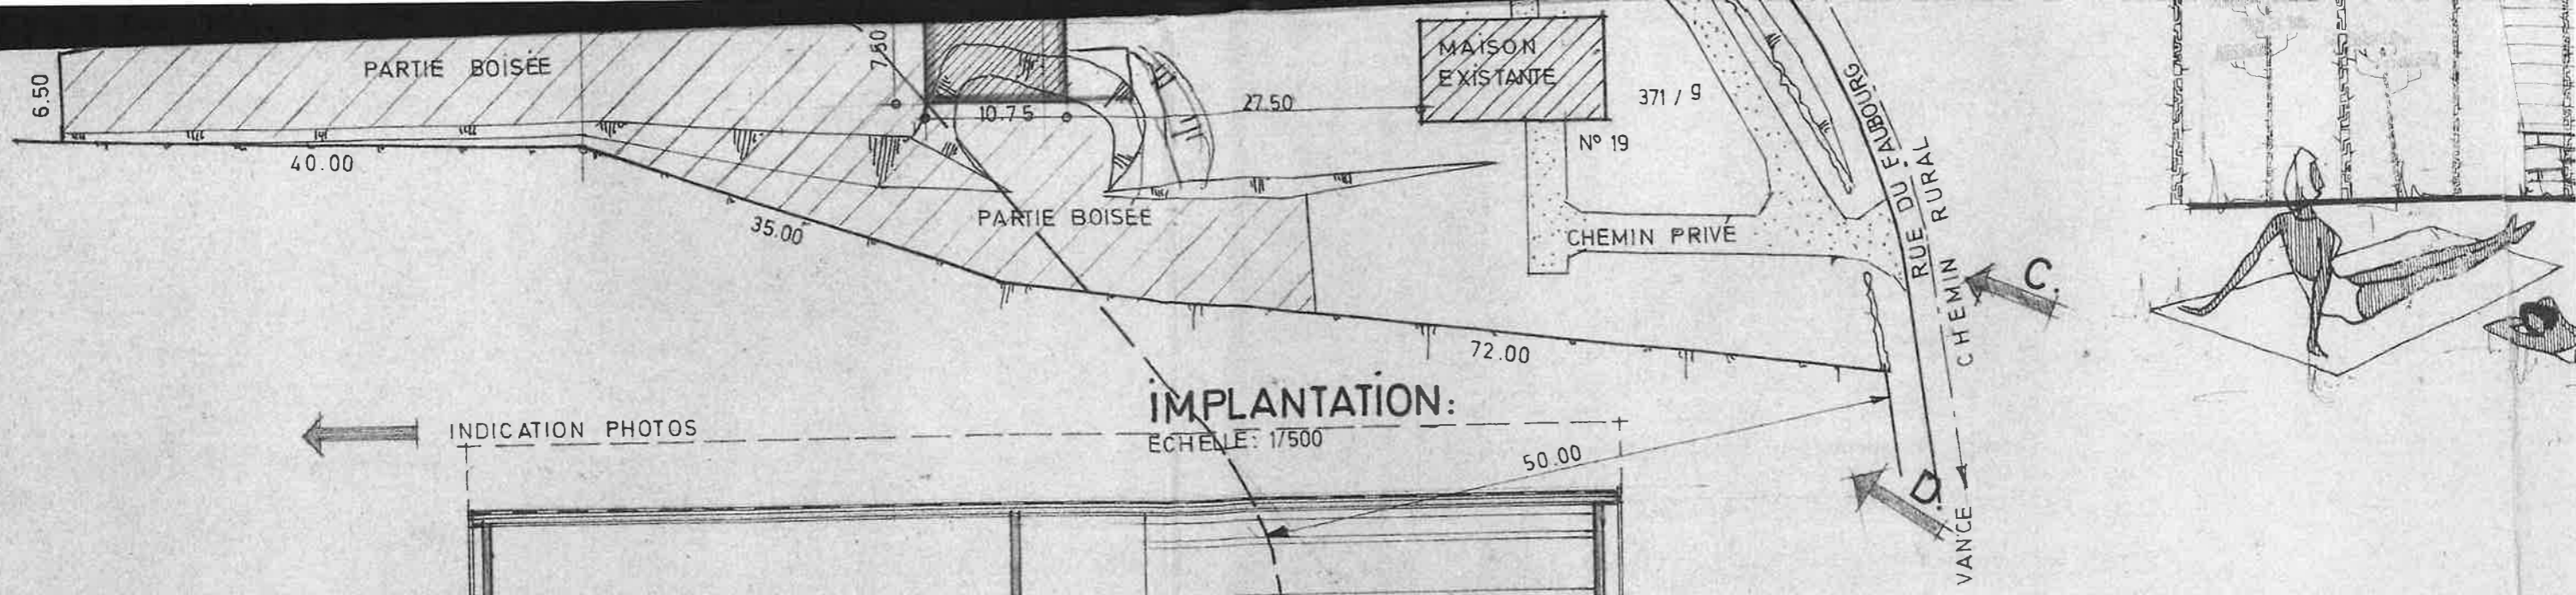 6.50
PARTIE BOISÉE
7.50
10.75
27.50
MAISON
EXISTANTE
371 / g
N° 19
RUE DU FAUBOURG
CHEMIN RURAL
40.00
35.00
PARTIE BOISÉE
CHEMIN PRIVÉ
C.
72.00
IMPLANTATION:
INDICATION PHOTOS
ECHELLE: 1/500
50.00
D.
VANCE